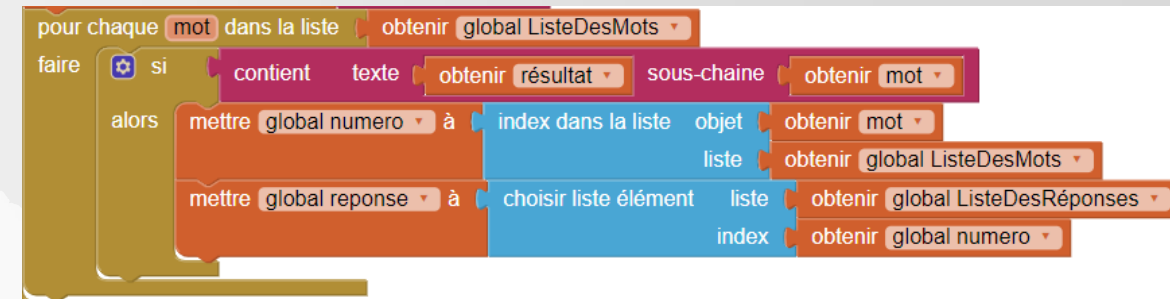 pour chaque mot dans la liste obtenir global ListeDesMots
faire si contient texte obtenir résultat sous-chaine obtenir mot
alors mettre global numero à index dans la liste objet obtenir mot
liste obtenir global ListeDesMots
mettre global reponse à choisir liste élément liste obtenir global ListeDesRéponses
index obtenir global numero